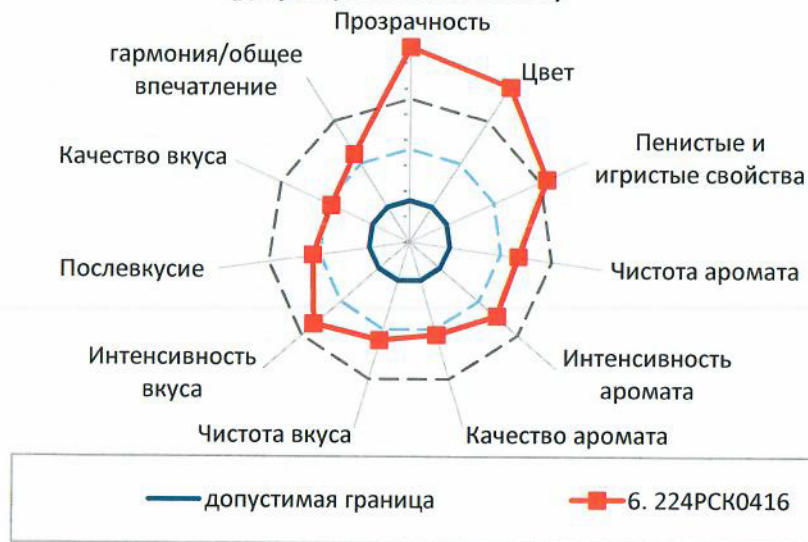 Прозрачность
гармония/общее
впечатление
Цвет
Качество вкуса
Пенистые и
игристые свойства
Послевкусие
Чистота аромата
Интенсивность
вкуса
Интенсивность
аромата
Чистота вкуса
Качество аромата
допустимая граница
6. 224РСК0416